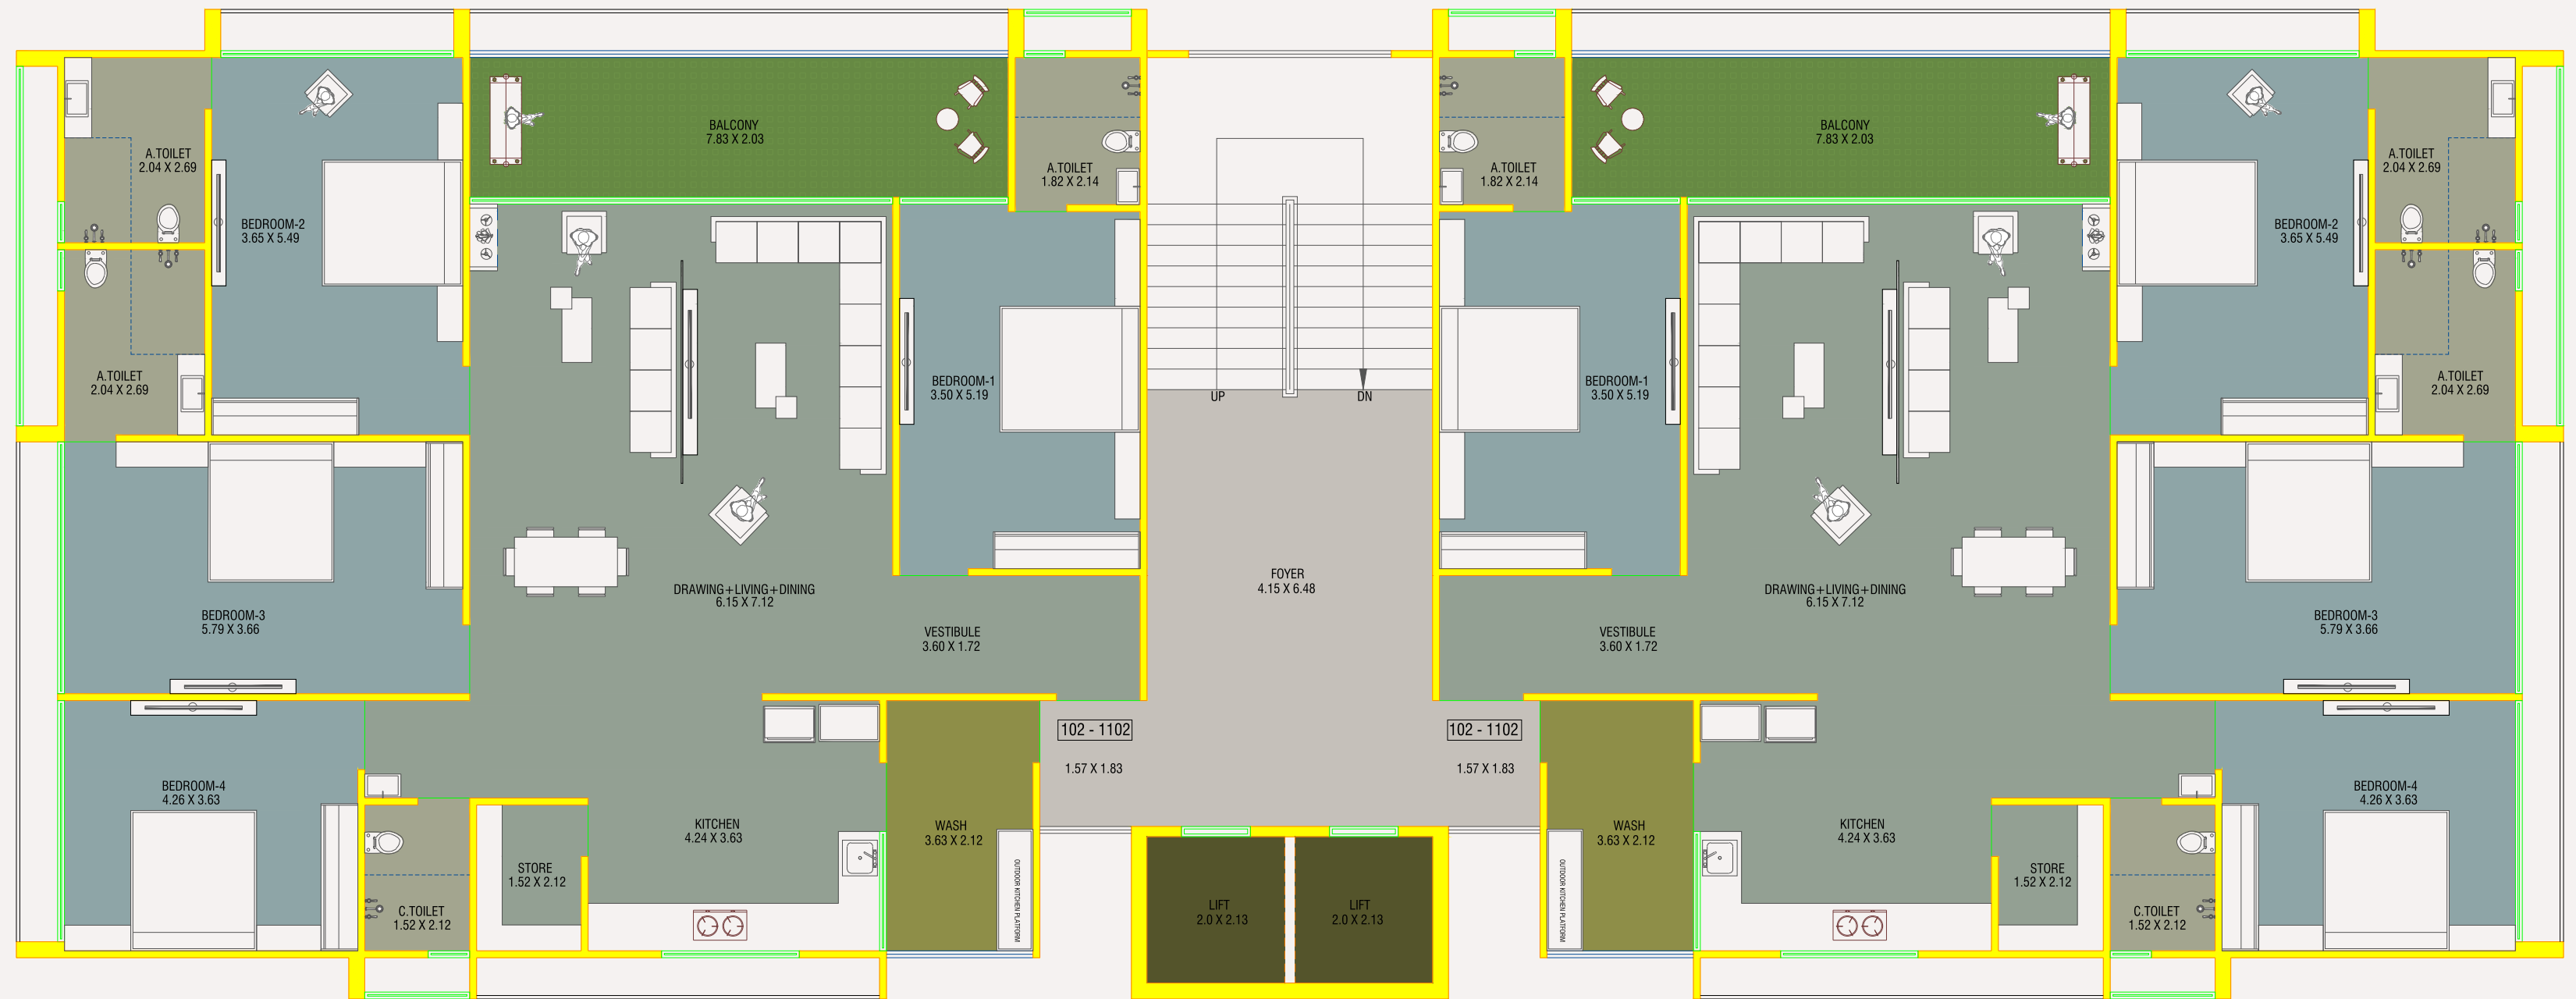 BALCONY
7.83 X 2.03
BALCONY
7.83 X 2.03
A.TOILET
2.04 X 2.69
A.TOILET
1.82 X 2.14
A.TOILET
1.82 X 2.14
A.TOILET
2.04 X 2.69
BEDROOM-2
3.65 X 5.49
BEDROOM-2
3.65 X 5.49
A.TOILET
2.04 X 2.69
BEDROOM-1
3.50 X 5.19
UP
DN
BEDROOM-1
3.50 X 5.19
A.TOILET
2.04 X 2.69
DRAWING+LIVING+DINING
6.15 X 7.12
FOYER
4.15 X 6.48
DRAWING+LIVING+DINING
6.15 X 7.12
BEDROOM-3
5.79 X 3.66
VESTIBULE
3.60 X 1.72
VESTIBULE
3.60 X 1.72
BEDROOM-3
5.79 X 3.66
102 - 1102
102 - 1102
1.57 X 1.83
1.57 X 1.83
BEDROOM-4
4.26 X 3.63
BEDROOM-4
4.26 X 3.63
KITCHEN
4.24 X 3.63
WASH
3.63 X 2.12
WASH
3.63 X 2.12
KITCHEN
4.24 X 3.63
STORE
1.52 X 2.12
OUTDOOR KITCHEN PLATFORM
OUTDOOR KITCHEN PLATFORM
STORE
1.52 X 2.12
C.TOILET
1.52 X 2.12
LIFT
2.0 X 2.13
LIFT
2.0 X 2.13
C.TOILET
1.52 X 2.12